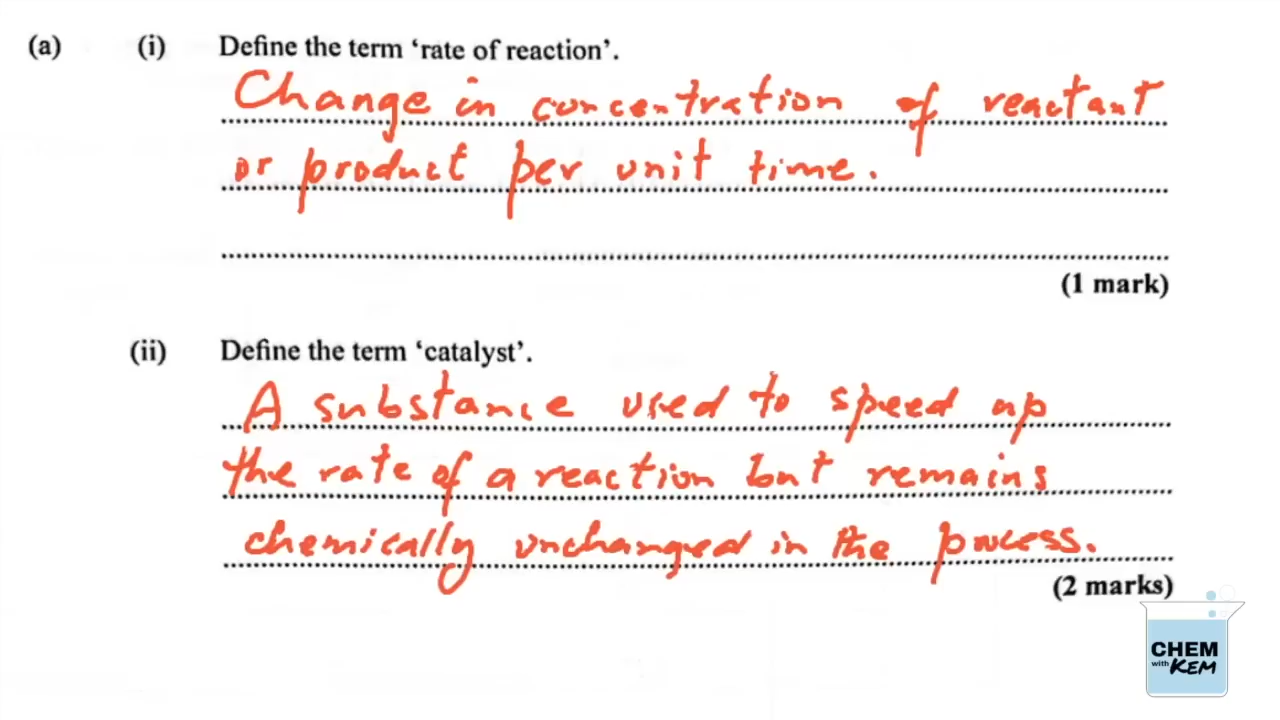 (a) (i) Define the term ‘rate of reaction’.
Change in concentration of reactant
or product per unit time.
(1 mark)
(ii) Define the term ‘catalyst’.
A substance used to speed up
the rate of a reaction but remains
chemically unchanged in the process.
(2 marks)
CHEM
with KEM